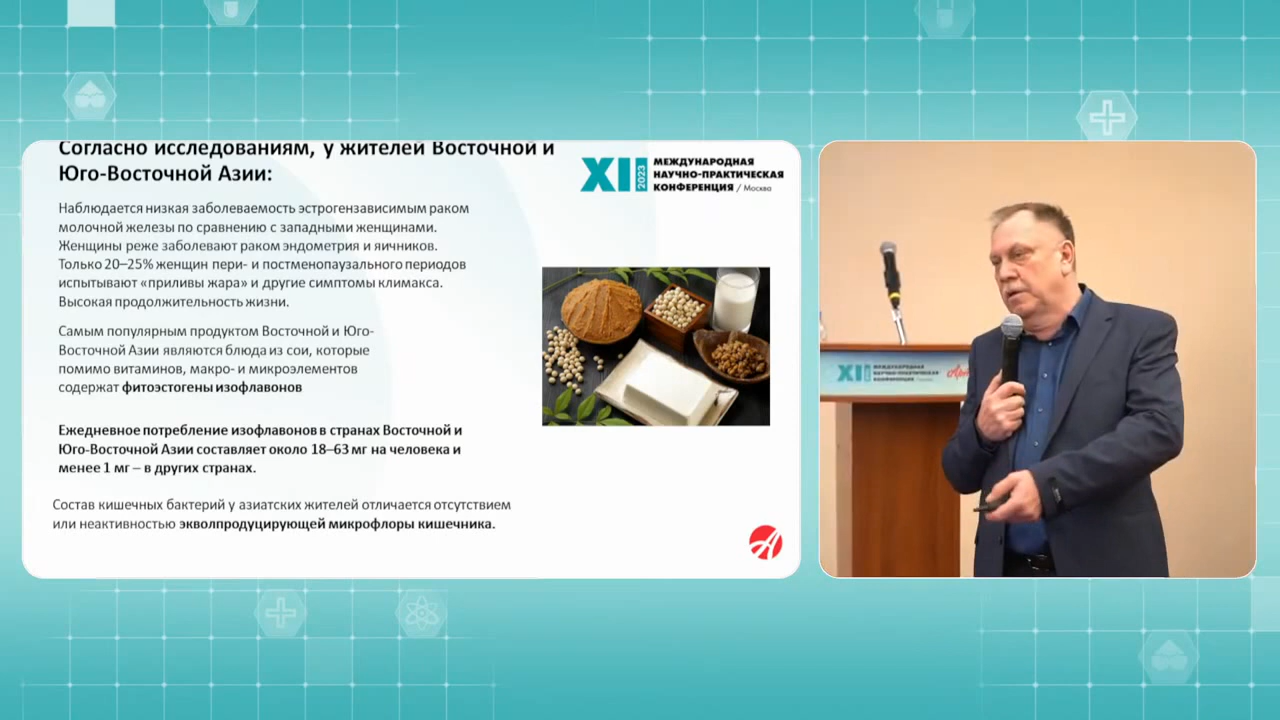 Согласно исследованиям, у жителей Восточной и
Юго-Восточной Азии:
XII
2023
МЕЖДУНАРОДНАЯ
НАУЧНО-ПРАКТИЧЕСКАЯ
КОНФЕРЕНЦИЯ / Москва
Наблюдается низкая заболеваемость эстрогензависимым раком
молочной железы по сравнению с западными женщинами.
Женщины реже заболевают раком эндометрия и яичников.
Только 20–25% женщин пери- и постменопаузального периодов
испытывают «приливы жара» и другие симптомы климакса.
Высокая продолжительность жизни.
Самым популярным продуктом Восточной и Юго-
Восточной Азии являются блюда из сои, которые
помимо витаминов, макро- и микроэлементов
содержат фитоэстогены изофлавонов
Ежедневное потребление изофлавонов в странах Восточной и
Юго-Восточной Азии составляет около 18–63 мг на человека и
менее 1 мг – в других странах.
Состав кишечных бактерий у азиатских жителей отличается отсутствием
или неактивностью экволпродуцирующей микрофлоры кишечника.
XII
МЕЖДУНАРОДНАЯ
НАУЧНО-ПРАКТИЧЕСКАЯ
КОНФЕРЕНЦИЯ